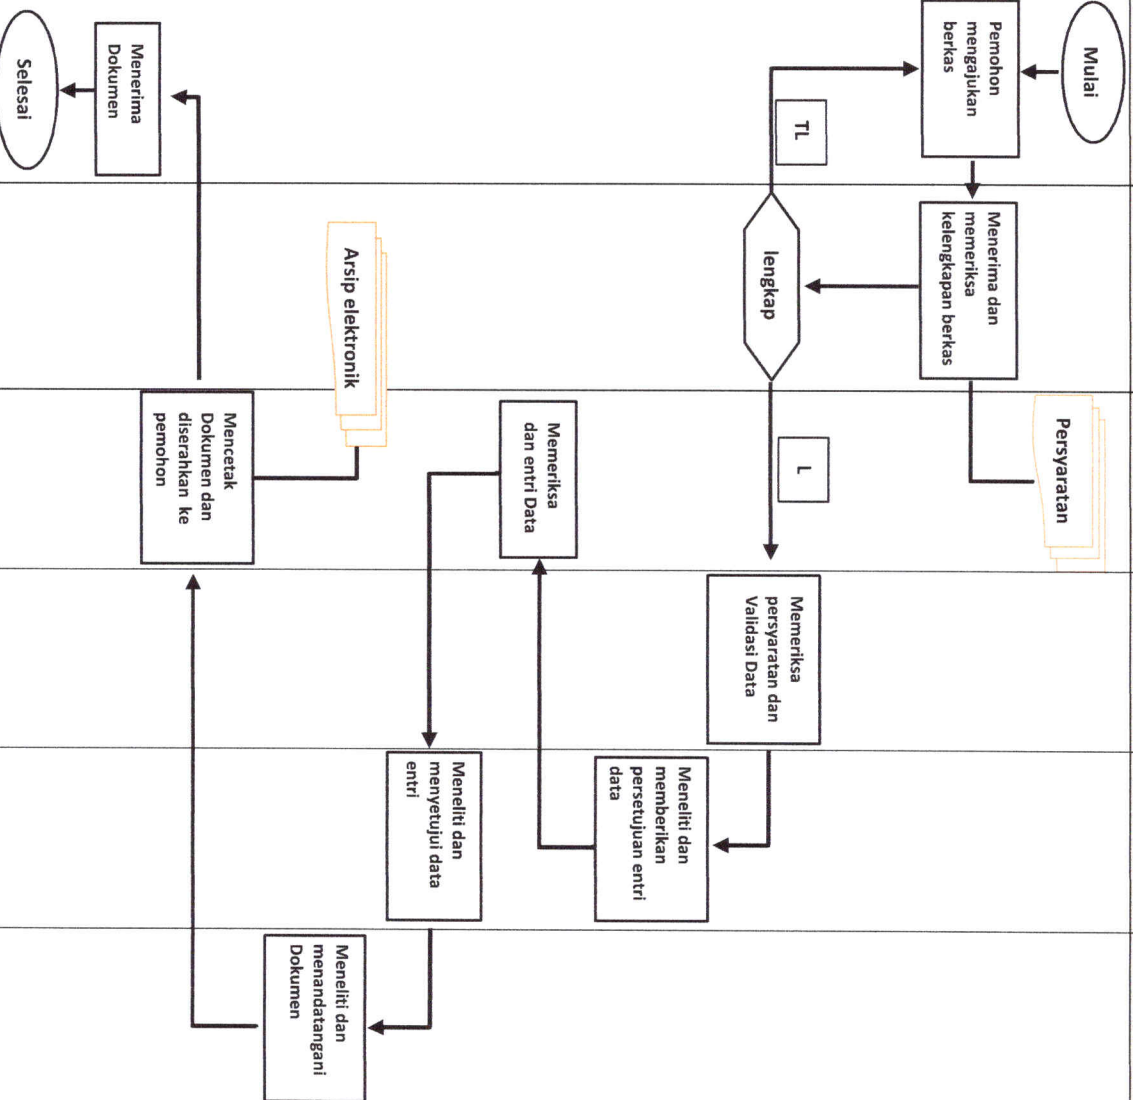 Mulai
Pemohon
mengajukan
berkas
Menerima dan
memeriksa
kelengkapan berkas
Persyaratan
TL
lengkap
L
Memeriksa
persyaratan dan
Validasi Data
Meneliti dan
memberikan
persetujuan entri
data
Memeriksa
dan entri Data
Meneliti dan
menyetujui data
entri
Meneliti dan
menandatangani
Dokumen
Arsip elektronik
Mencetak
Dokumen dan
diserahkan ke
pemohon
Menerima
Dokumen
Selesai